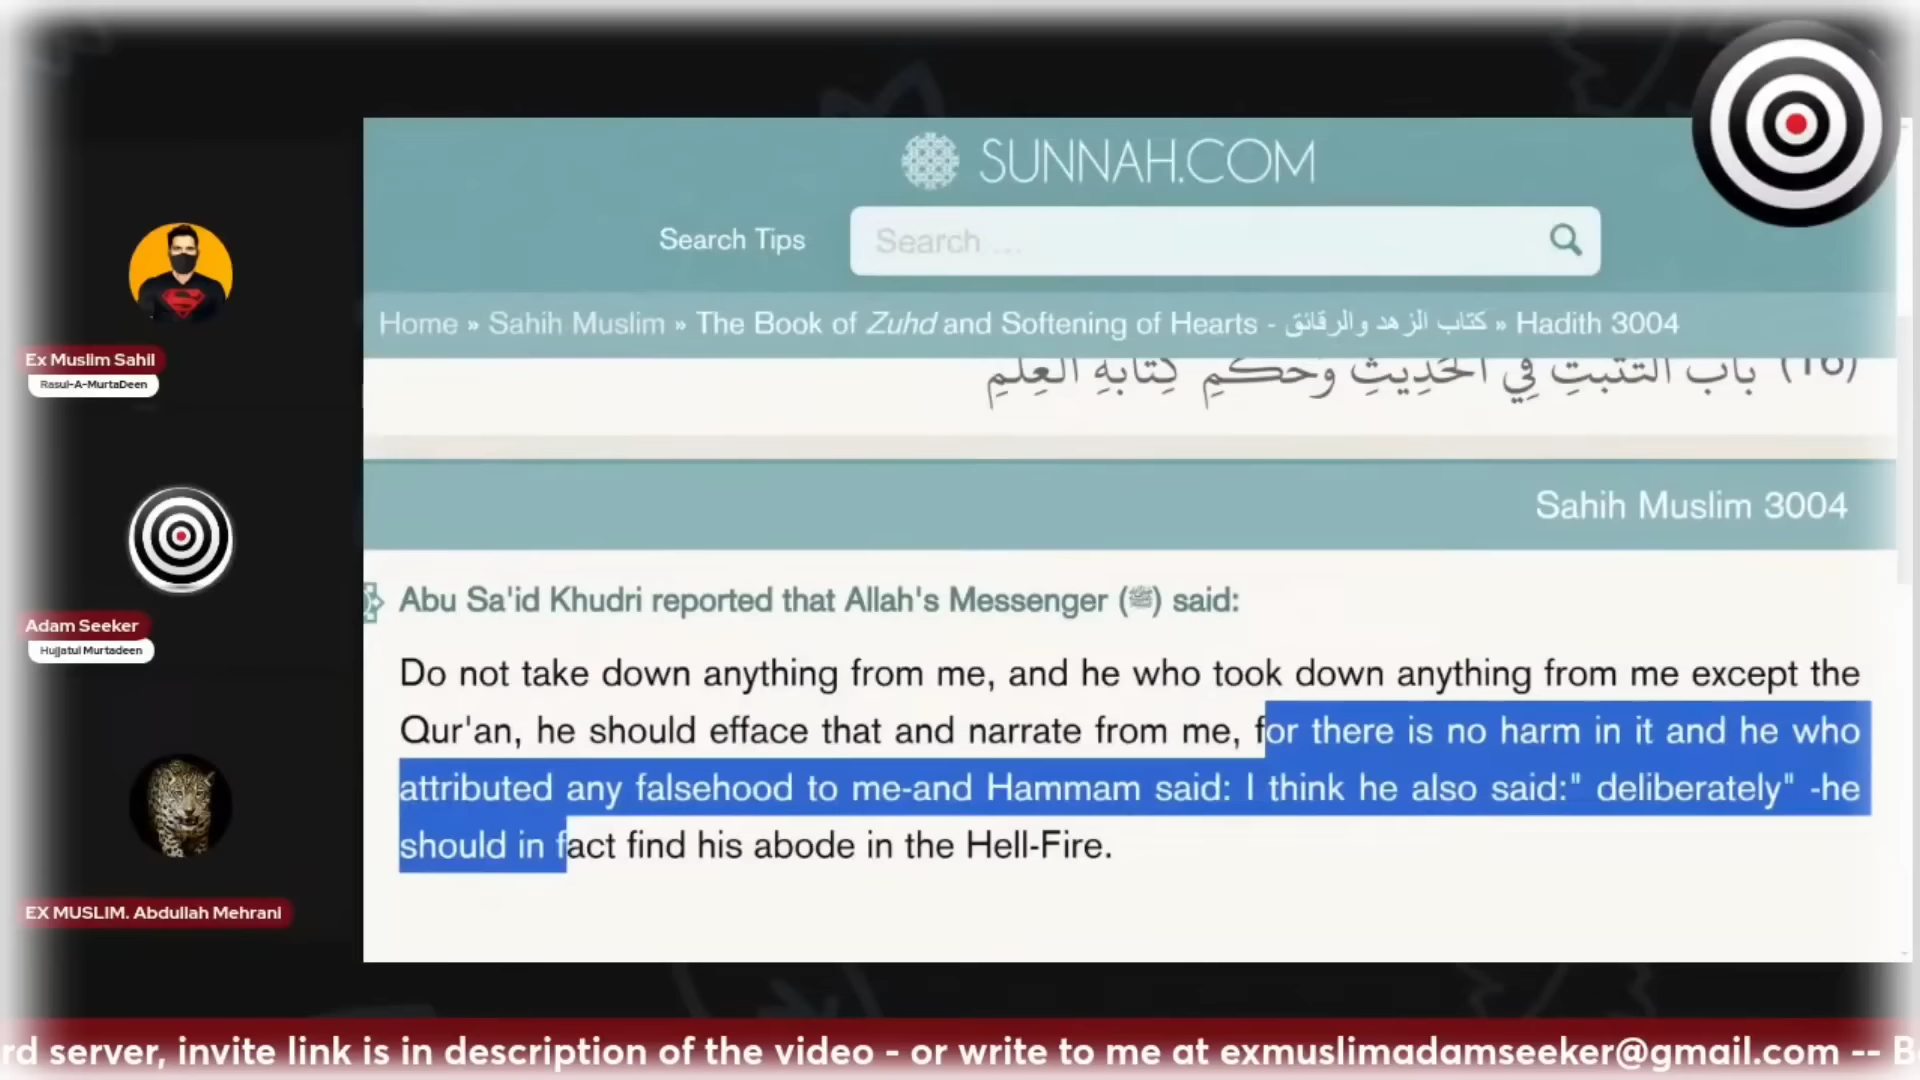 SUNNAH.COM
Search Tips
Search ...
Home » Sahih Muslim » The Book of Zuhd and Softening of Hearts - كتاب الزهد والرقائق » Hadith 3004
(16) باب التَّثَبُّتِ فِي الْحَدِيثِ وَحُكْمِ كِتَابَةِ الْعِلْمِ
Sahih Muslim 3004
Abu Sa'id Khudri reported that Allah's Messenger (ﷺ) said:
Do not take down anything from me, and he who took down anything from me except the
Qur'an, he should efface that and narrate from me, for there is no harm in it and he who
attributed any falsehood to me-and Hammam said: I think he also said:" deliberately" -he
should in fact find his abode in the Hell-Fire.
Ex Muslim Sahil
Rasul-A-MurtaDeen
Adam Seeker
Hujjatul Murtadeen
EX MUSLIM. Abdullah Mehrani
rd server, invite link is in description of the video - or write to me at exmuslimadamseeker@gmail.com -- B